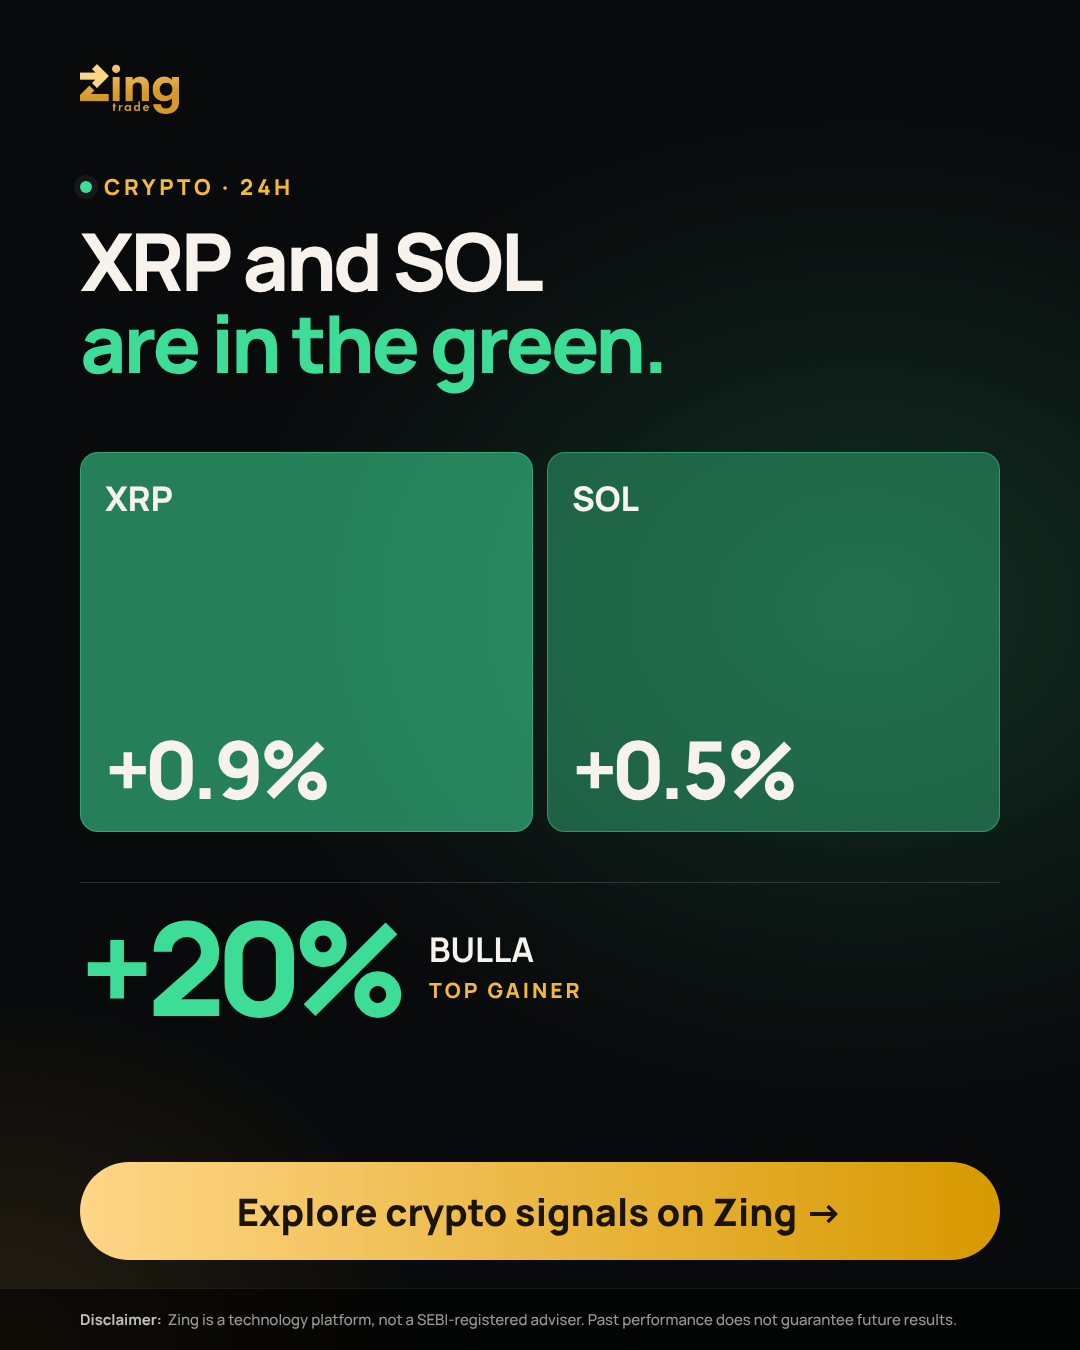 Zing
trade
CRYPTO · 24H
XRP and SOL
are in the green.
XRP
SOL
+0.9%
+0.5%
+20%
BULLA
TOP GAINER
Explore crypto signals on Zing →
Disclaimer: Zing is a technology platform, not a SEBI-registered adviser. Past performance does not guarantee future results.